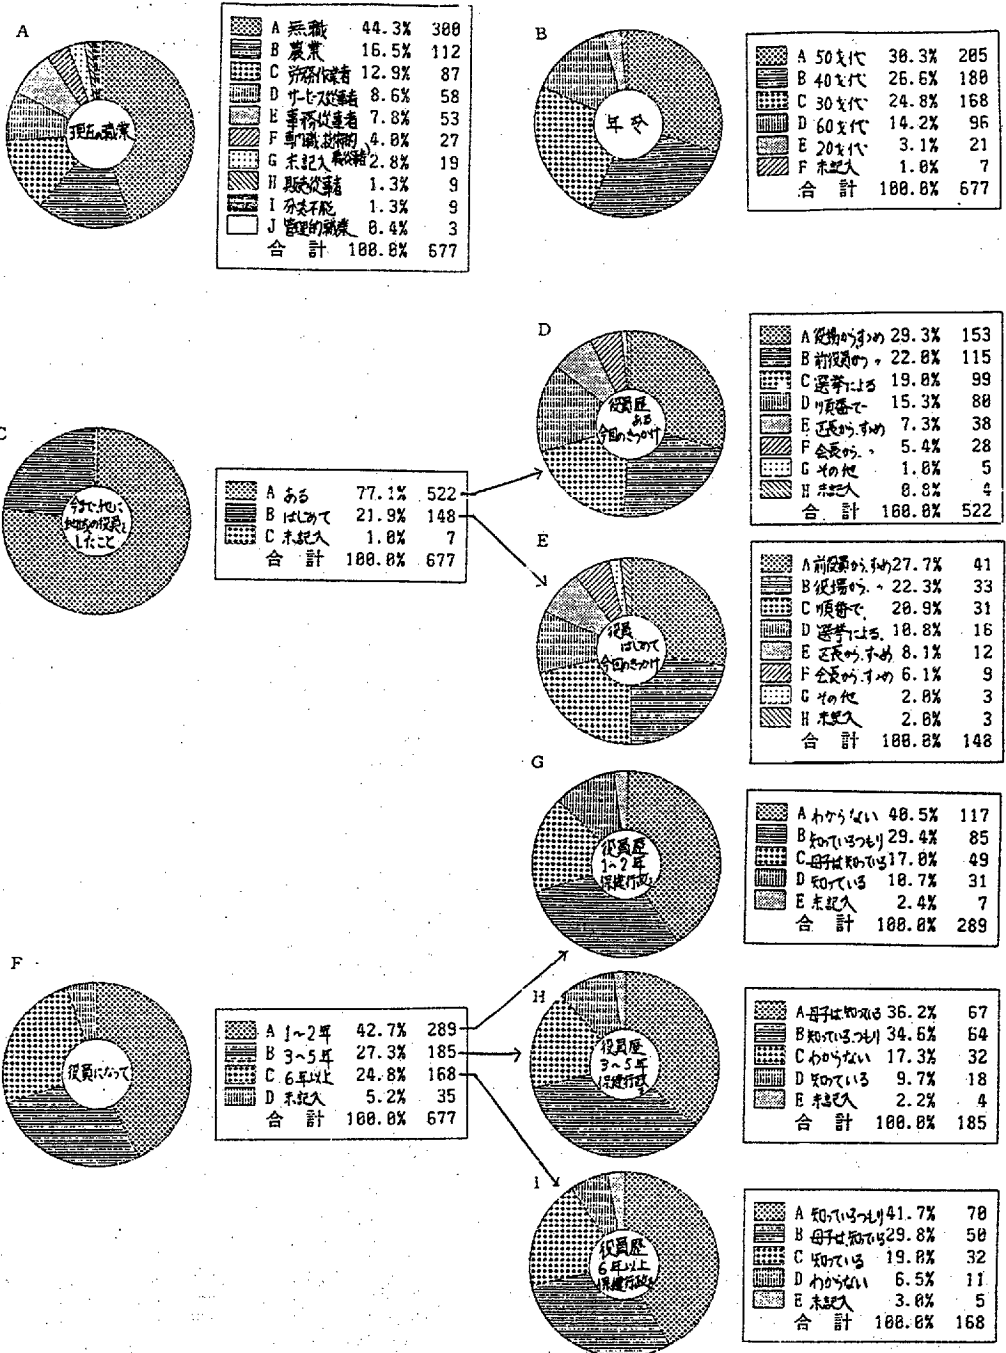 A
現在の職業
A 無職 44.3% 300
B 農業 16.5% 112
C 労務作業者 12.9% 87
D サービス従事者 8.6% 58
E 事務従事者 7.8% 53
F 専門職,技術的 4.0% 27
G 未記入 2.8% 19
H 販売従事者 1.3% 9
I 分類不能 1.3% 9
J 管理的職業 0.4% 3
合 計 100.0% 677
B
年令
A 50才代 30.3% 205
B 40才代 26.6% 180
C 30才代 24.8% 168
D 60才代 14.2% 96
E 20才代 3.1% 21
F 未記入 1.0% 7
合 計 100.0% 677
C
今まで,他に
地域の役員を
したこと
A ある 77.1% 522
B はじめて 21.9% 148
C 未記入 1.0% 7
合 計 100.0% 677
D
役員歴
ある
今回のきっかけ
A 役場からすゝめ 29.3% 153
B 前役員から 〃 22.0% 115
C 選挙による 19.0% 99
D 順番で 15.3% 80
E 区長から,すゝめ 7.3% 38
F 会長から 〃 5.4% 28
G その他 1.0% 5
H 未記入 0.8% 4
合 計 100.0% 522
E
役員
はじめて
今回のきっかけ
A 前役員から,すゝめ 27.7% 41
B 役場から 〃 22.3% 33
C 順番で 20.9% 31
D 選挙による 10.8% 16
E 区長から,すゝめ 8.1% 12
F 会長から,すゝめ 6.1% 9
G その他 2.0% 3
H 未記入 2.0% 3
合 計 100.0% 148
F
役員になって
A 1~2年 42.7% 289
B 3~5年 27.3% 185
C 6年以上 24.8% 168
D 未記入 5.2% 35
合 計 100.0% 677
G
役員歴
1~2年
保健行政を
A わからない 40.5% 117
B 知っているつもり 29.4% 85
C 母子は知っている 17.0% 49
D 知っている 10.7% 31
E 未記入 2.4% 7
合 計 100.0% 289
H
役員歴
3~5年
保健行政を
A 母子は知っている 36.2% 67
B 知っているつもり 34.6% 64
C わからない 17.3% 32
D 知っている 9.7% 18
E 未記入 2.2% 4
合 計 100.0% 185
I
役員歴
6年以上
保健行政を
A 知っているつもり 41.7% 70
B 母子は知っている 29.8% 50
C 知っている 19.0% 32
D わからない 6.5% 11
E 未記入 3.0% 5
合 計 100.0% 168